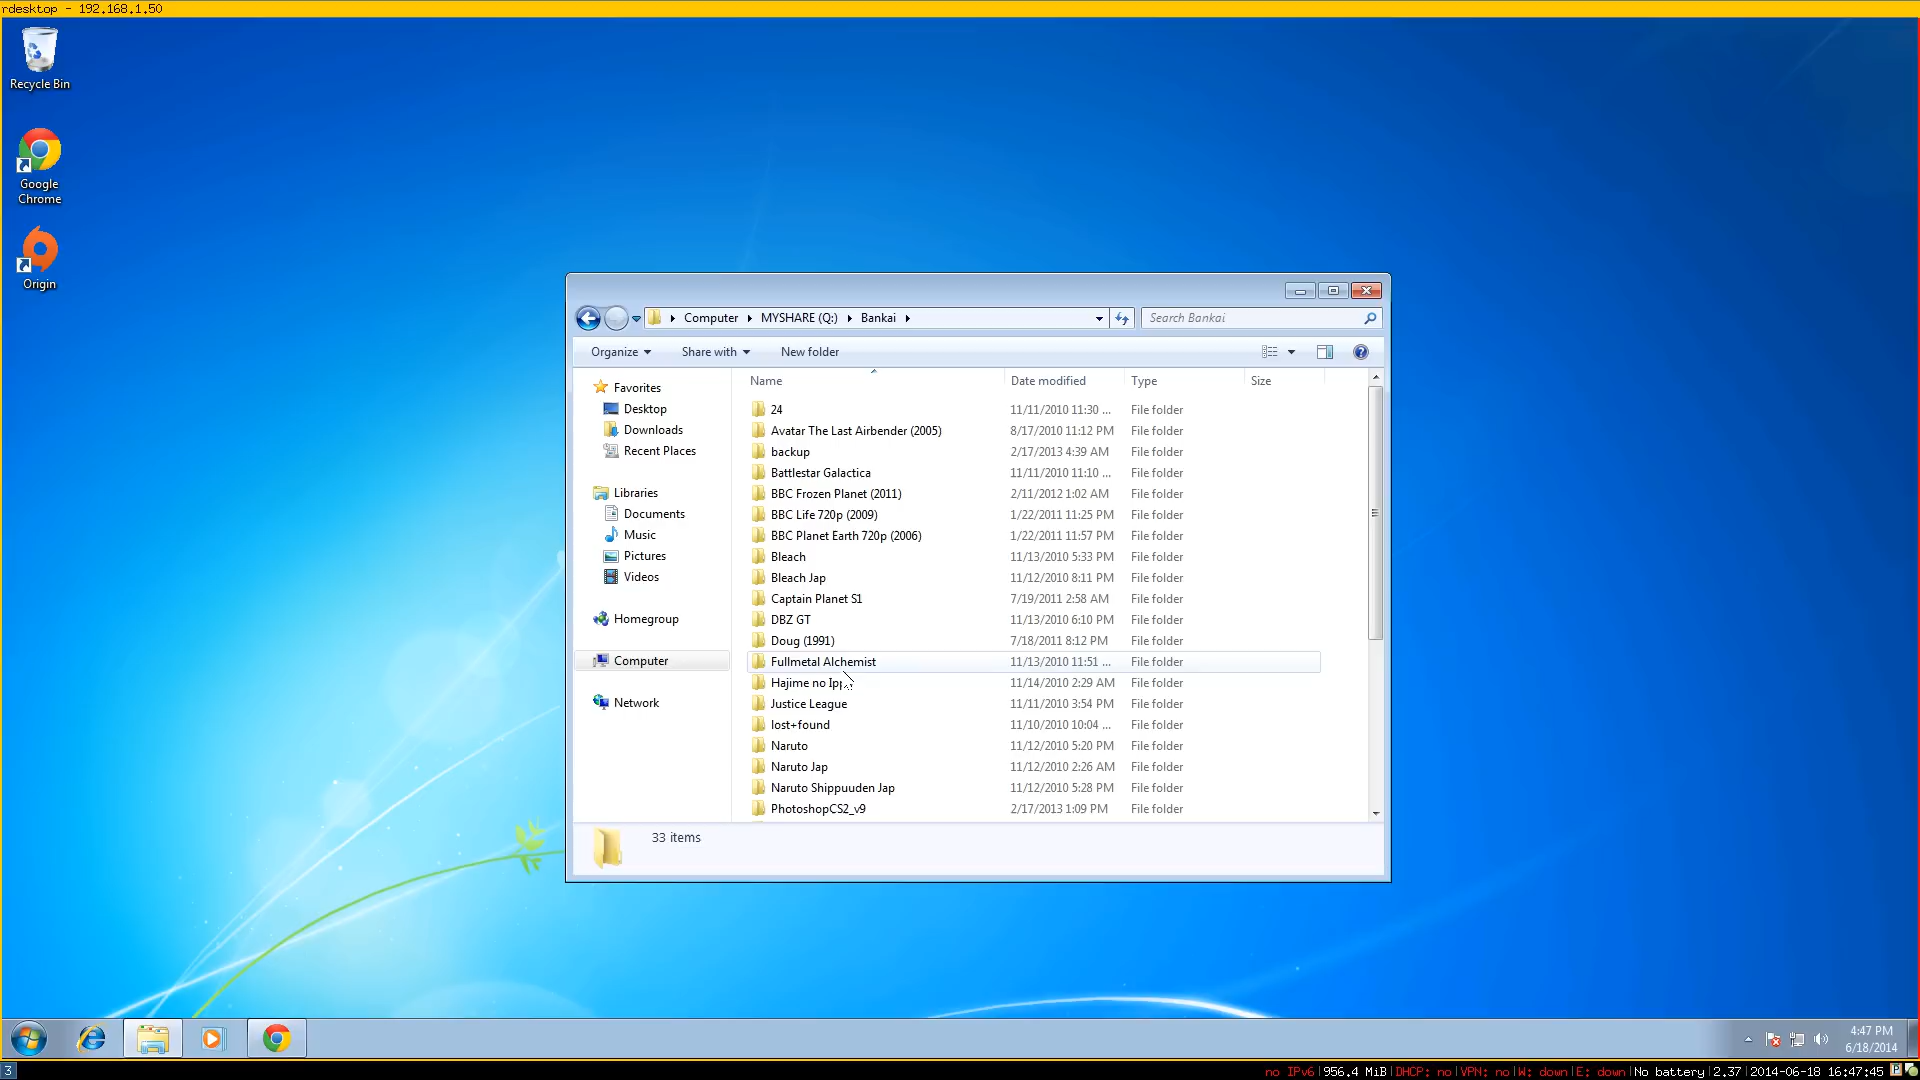 rdesktop - 192.168.1.50
Recycle Bin
Google
Chrome
Origin
Computer
MYSHARE (Q:)
Bankai
Search Bankai
Organize
Share with
New folder
Name
Date modified
Type
Size
Favorites
Desktop
Downloads
Recent Places
Libraries
Documents
Music
Pictures
Videos
Homegroup
Computer
Network
24 11/11/2010 11:30 ... File folder
Avatar The Last Airbender (2005) 8/17/2010 11:12 PM File folder
backup 2/17/2013 4:39 AM File folder
Battlestar Galactica 11/11/2010 11:10 ... File folder
BBC Frozen Planet (2011) 2/11/2012 1:02 AM File folder
BBC Life 720p (2009) 1/22/2011 11:25 PM File folder
BBC Planet Earth 720p (2006) 1/22/2011 11:57 PM File folder
Bleach 11/13/2010 5:33 PM File folder
Bleach Jap 11/12/2010 8:11 PM File folder
Captain Planet S1 7/19/2011 2:58 AM File folder
DBZ GT 11/13/2010 6:10 PM File folder
Doug (1991) 7/18/2011 8:12 PM File folder
Fullmetal Alchemist 11/13/2010 11:51 ... File folder
Hajime no 11/14/2010 2:29 AM File folder
Justice League 11/11/2010 3:54 PM File folder
lost+found 11/10/2010 10:04 ... File folder
Naruto 11/12/2010 5:20 PM File folder
Naruto Jap 11/12/2010 2:26 AM File folder
Naruto Shippuuden Jap 11/12/2010 5:28 PM File folder
PhotoshopCS2_v9 2/17/2013 1:09 PM File folder
33 items
4:47 PM
6/18/2014
3
no IPv6|956.4 MiB|DHCP: no|VPN: no|W: down|E: down|No battery|2.37|2014-06-18 16:47:45